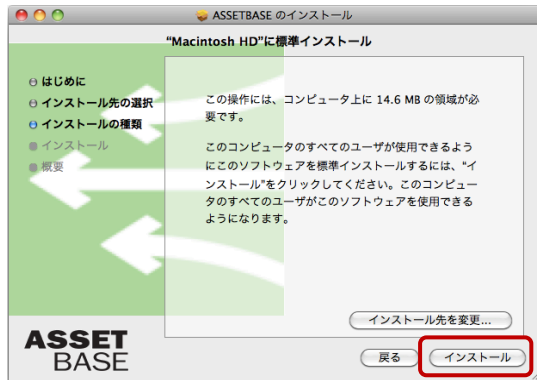 ASSETBASE のインストール
“Macintosh HD”に標準インストール
はじめに
インストール先の選択
インストールの種類
インストール
概要
この操作には、コンピュータ上に 14.6 MB の領域が必
要です。
このコンピュータのすべてのユーザが使用できるよう
にこのソフトウェアを標準インストールするには、“イ
ンストール”をクリックしてください。このコンピュー
タのすべてのユーザがこのソフトウェアを使用できる
ようになります。
インストール先を変更...
ASSET
BASE
戻る
インストール